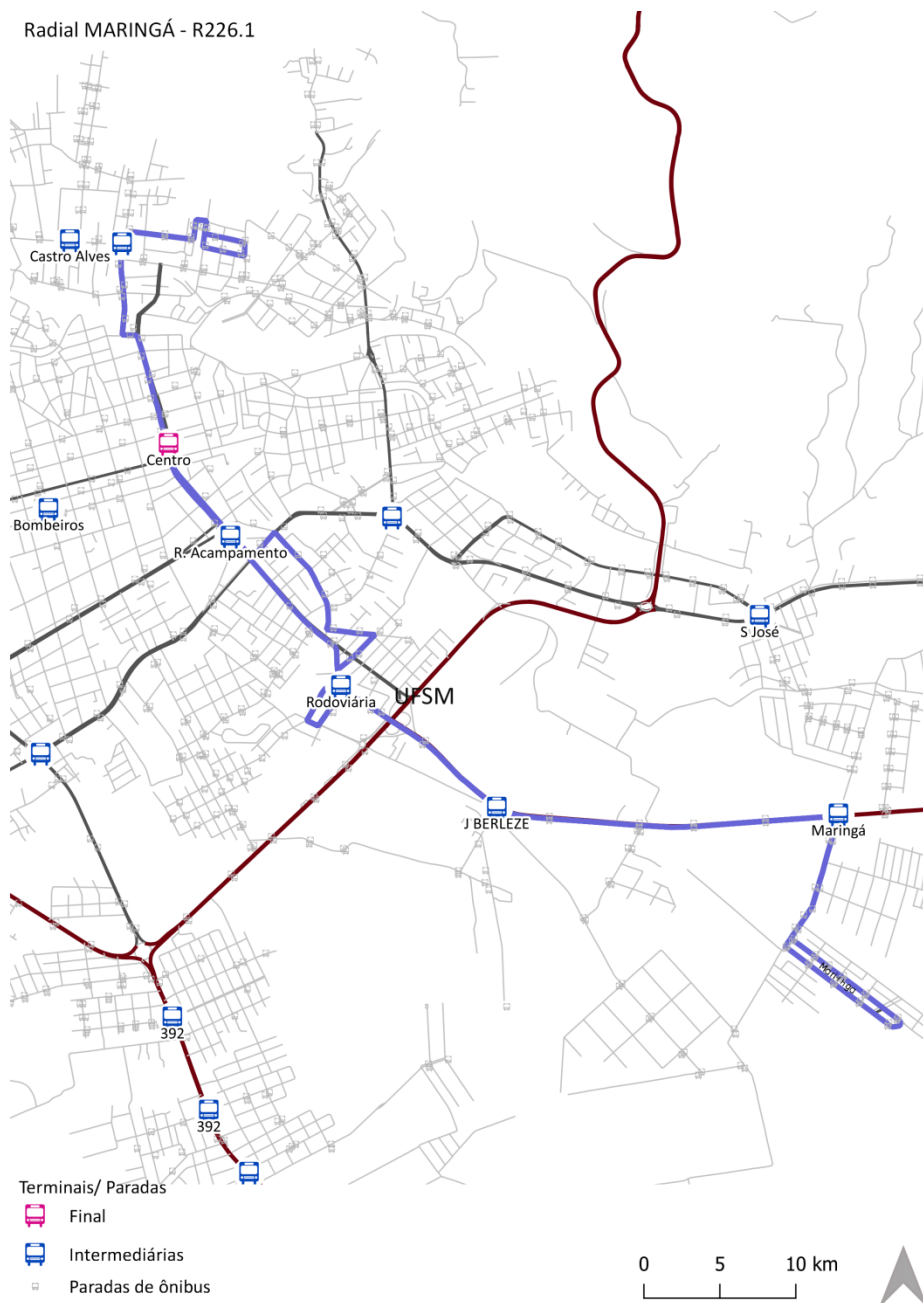 Radial MARINGÁ - R226.1
Castro Alves
Centro
Bombeiros
R. Acampamento
S José
UFSM
Rodoviária
J BERLEZE
Maringá
Maringá
392
392
Terminais/ Paradas
Final
Intermediárias
Paradas de ônibus
0 5 10 km